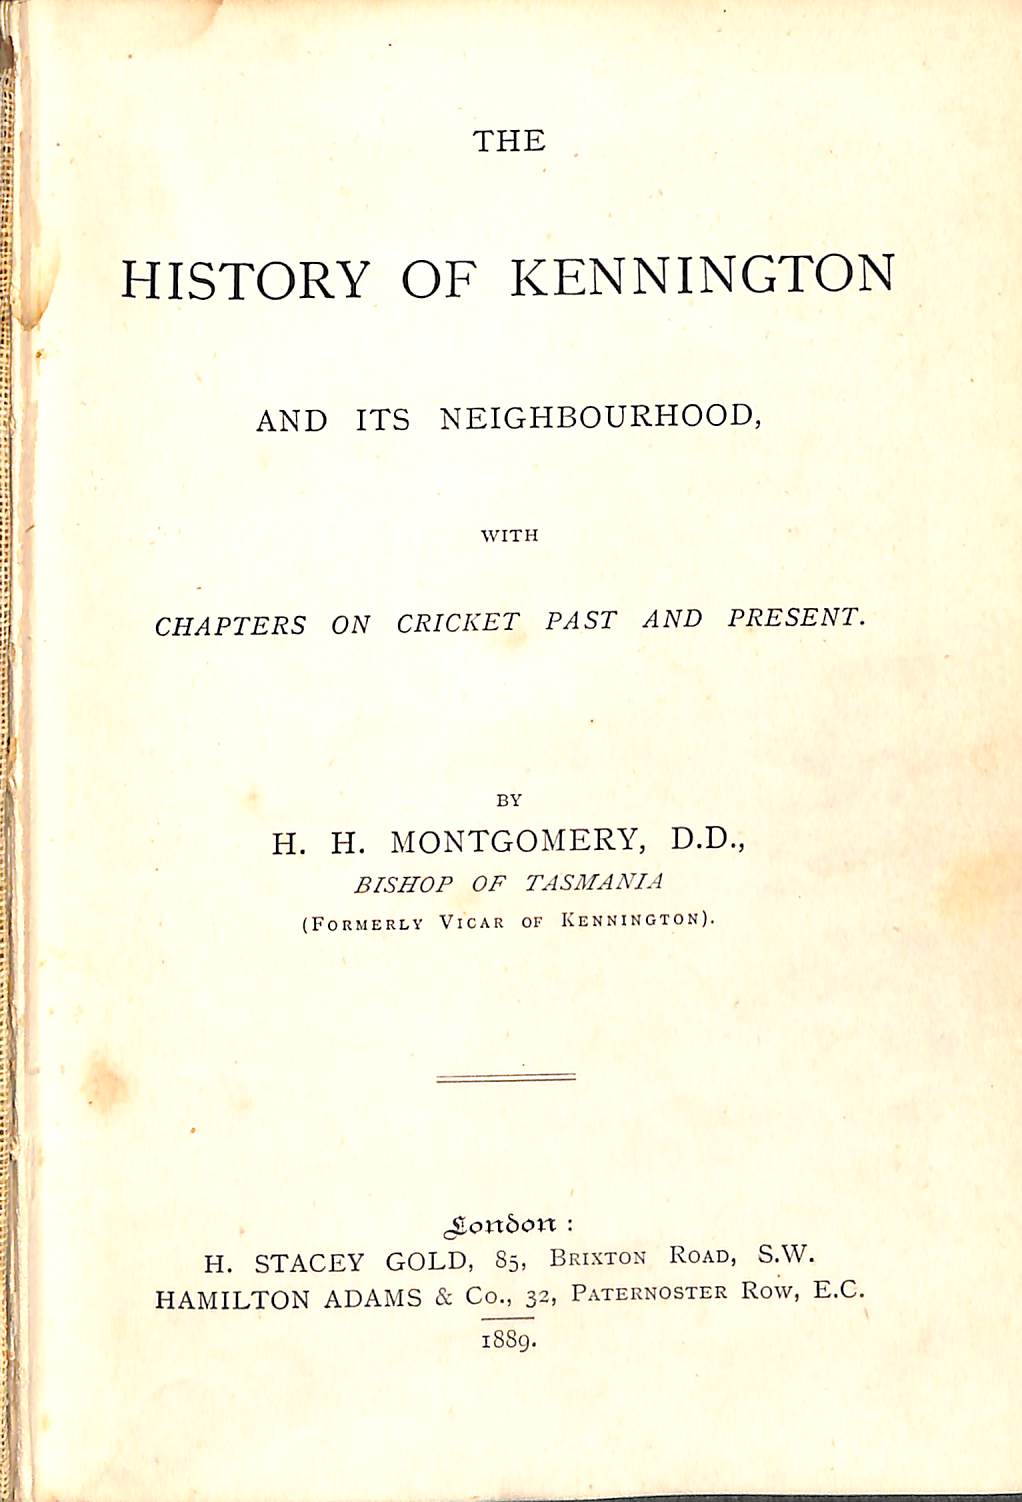 THE
HISTORY OF KENNINGTON
AND ITS NEIGHBOURHOOD,
WITH
CHAPTERS ON CRICKET PAST AND PRESENT.
BY
H. H. MONTGOMERY, D.D.,
BISHOP OF TASMANIA
(FORMERLY VICAR OF KENNINGTON).
London :
H. STACEY GOLD, 85, BRIXTON ROAD, S.W.
HAMILTON ADAMS & Co., 32, PATERNOSTER ROW, E.C.
1889.